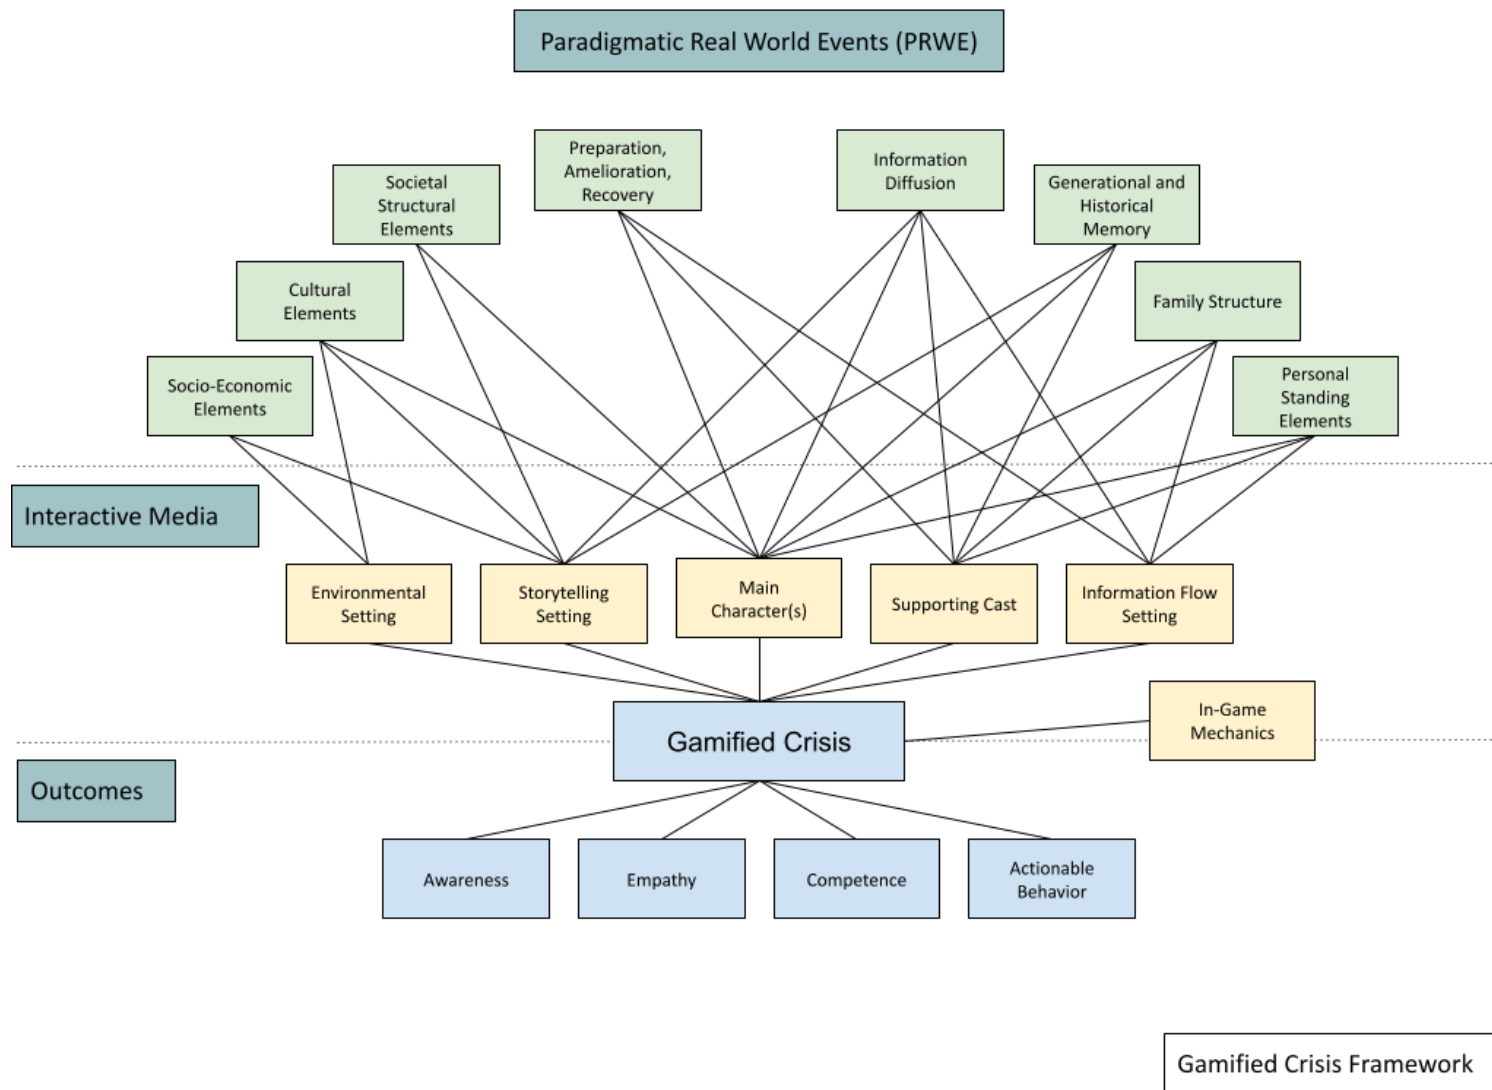 Paradigmatic Real World Events (PRWE)
Preparation,
Amelioration,
Recovery
Information
Diffusion
Societal
Structural
Elements
Generational and
Historical
Memory
Cultural
Elements
Family Structure
Socio-Economic
Elements
Personal
Standing
Elements
Interactive Media
Environmental
Setting
Storytelling
Setting
Main
Character(s)
Supporting Cast
Information Flow
Setting
In-Game
Mechanics
Gamified Crisis
Outcomes
Awareness
Empathy
Competence
Actionable
Behavior
Gamified Crisis Framework